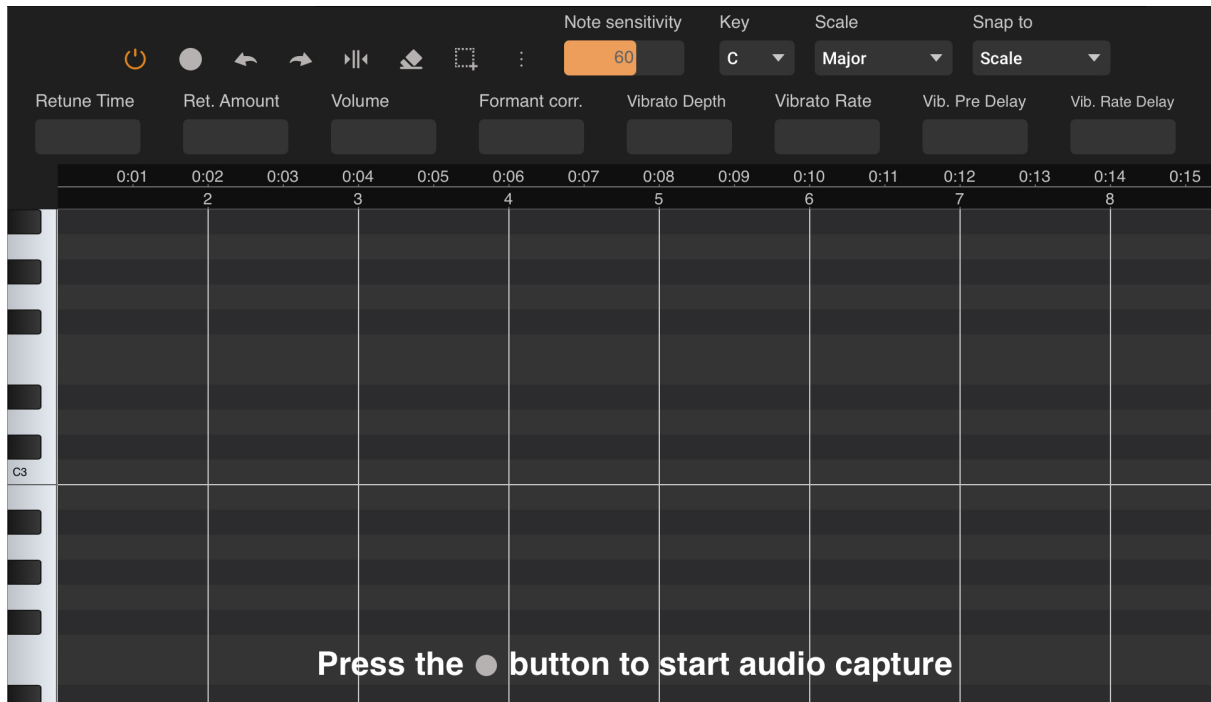 Note sensitivity Key Scale Snap to
60 C Major Scale
Retune Time Ret. Amount Volume Formant corr. Vibrato Depth Vibrato Rate Vib. Pre Delay Vib. Rate Delay
0:01 0:02 0:03 0:04 0:05 0:06 0:07 0:08 0:09 0:10 0:11 0:12 0:13 0:14 0:15
2 3 4 5 6 7 8
C3
Press the button to start audio capture